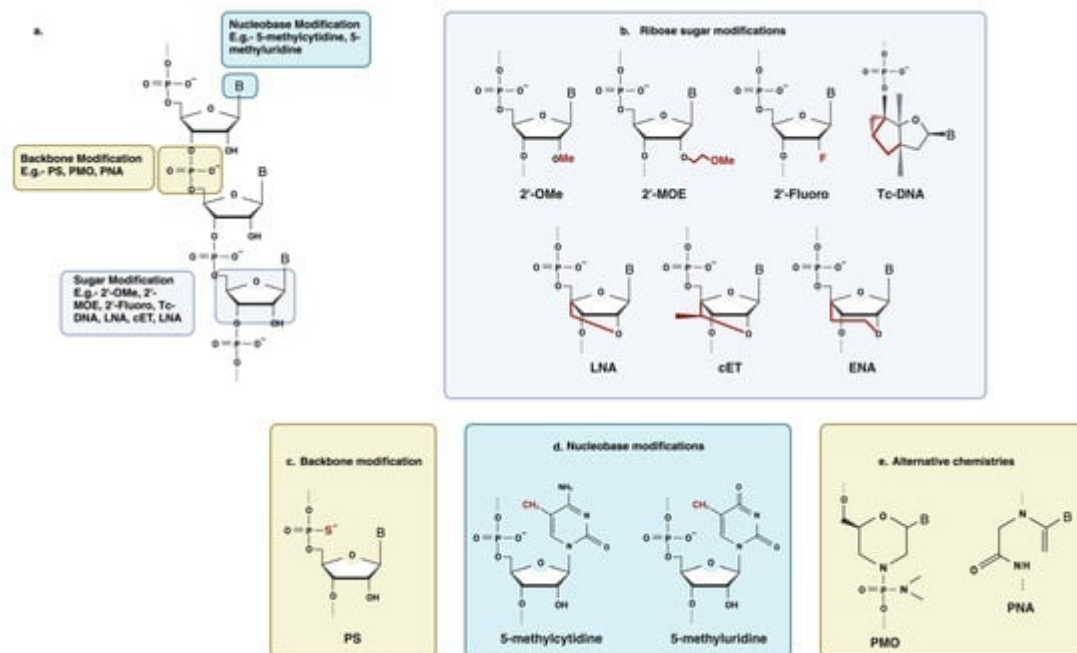 a.
Nucleobase Modification
E.g.- 5-methylcytidine, 5-
methyluridine
Backbone Modification
E.g.- PS, PMO, PNA
Sugar Modification
E.g.- 2'-OMe, 2'-
MOE, 2'-Fluoro, Tc-
DNA, LNA, cET, LNA
O
O=P–O⁻
O
B
O
OH
O
O=P–O⁻
O
B
O
OH
O
O=P–O⁻
O
B
O
OH
O
O=P–O⁻
O
b. Ribose sugar modifications
O
O=P–O⁻
O
B
O
O
OMe
2'-OMe
O
O=P–O⁻
O
B
O
O
O
OMe
2'-MOE
O
O=P–O⁻
O
B
O
O
F
2'-Fluoro
O=P–O⁻
O
O
B
Tc-DNA
O
O=P–O⁻
O
B
O
O
O
LNA
O
O=P–O⁻
O
B
O
O
O
cET
O
O=P–O⁻
O
B
O
O
O
ENA
c. Backbone modification
O
O=P–S⁻
O
B
O
O
OH
PS
d. Nucleobase modifications
NH₂
CH₃
N
O
N
O
O=P–O⁻
O
O
O
OH
5-methylcytidine
O
CH₃
N
O
N
O
O=P–O⁻
O
O
O
OH
5-methyluridine
e. Alternative chemistries
O
O
B
N
O=P–N
O
PMO
N
B
O
NH
PNA